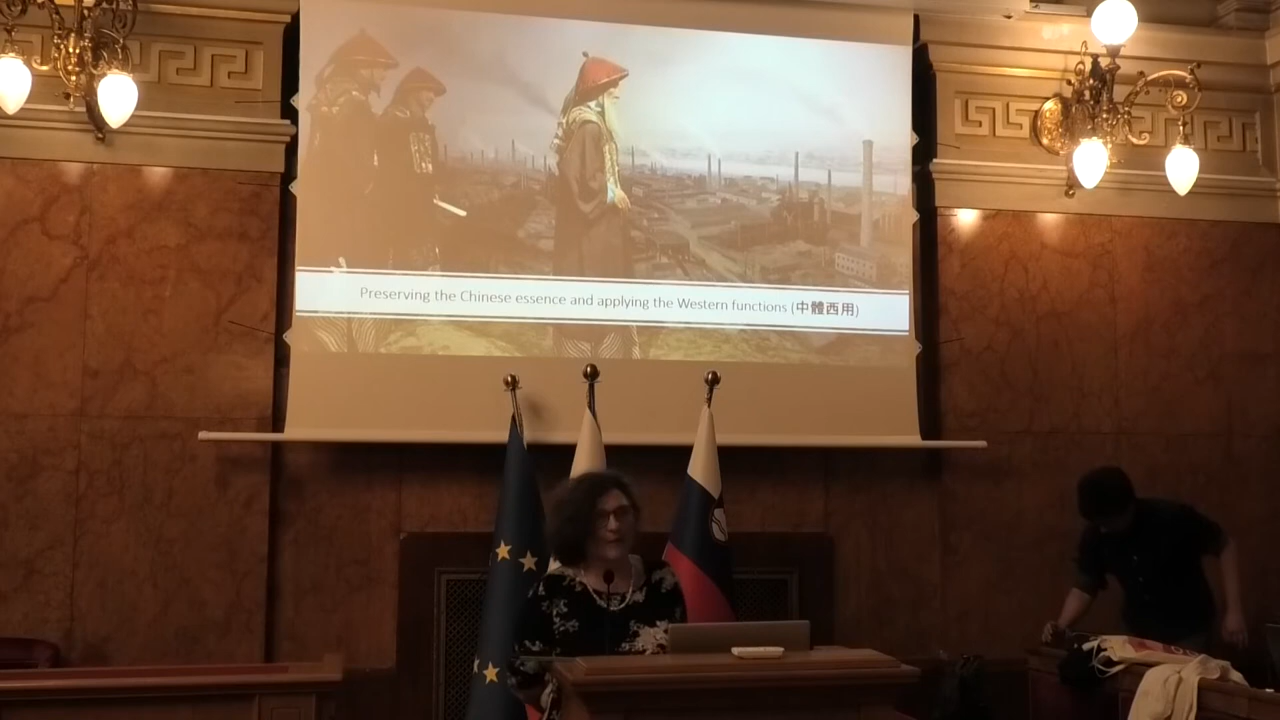 Preserving the Chinese essence and applying the Western functions (中體西用)